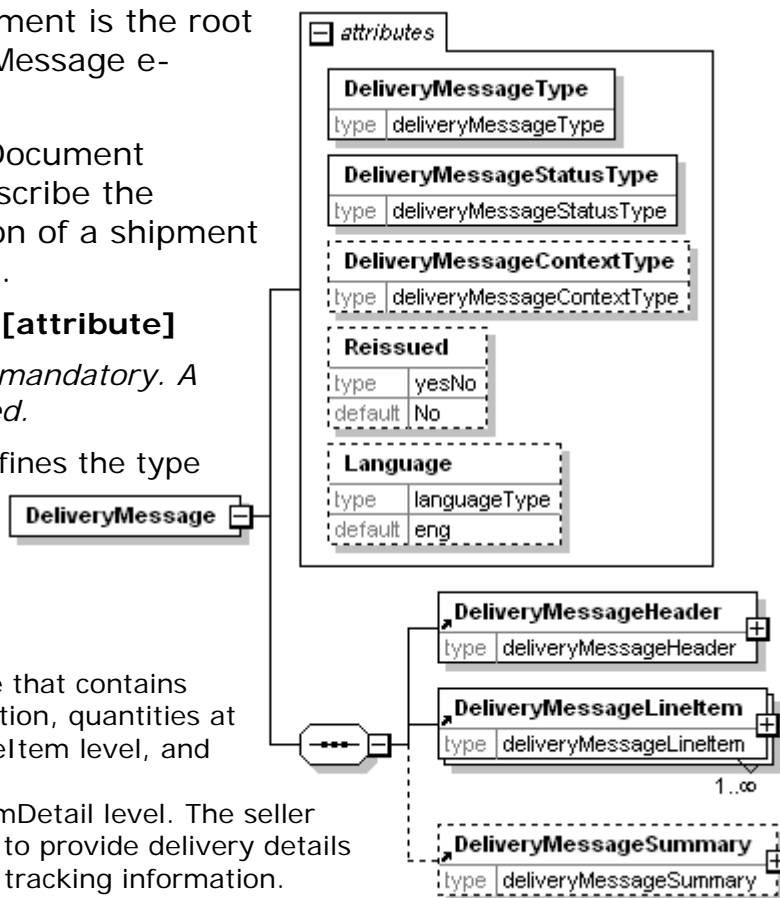 ment is the root
Message e-
Document
scribe the
on of a shipment
.
[attribute]
mandatory. A
ed.
fines the type
e that contains
tion, quantities at
eItem level, and
mDetail level. The seller
to provide delivery details
tracking information.
DeliveryMessage
attributes
DeliveryMessageType
type deliveryMessageType
DeliveryMessageStatusType
type deliveryMessageStatusType
DeliveryMessageContextType
type deliveryMessageContextType
Reissued
type yesNo
default No
Language
type languageType
default eng
DeliveryMessageHeader
type deliveryMessageHeader
DeliveryMessageLineItem
type deliveryMessageLineItem
1..∞
DeliveryMessageSummary
type deliveryMessageSummary